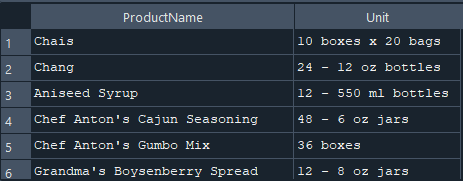 ProductName Unit
1 Chais 10 boxes x 20 bags
2 Chang 24 - 12 oz bottles
3 Aniseed Syrup 12 - 550 ml bottles
4 Chef Anton's Cajun Seasoning 48 - 6 oz jars
5 Chef Anton's Gumbo Mix 36 boxes
6 Grandma's Boysenberry Spread 12 - 8 oz jars